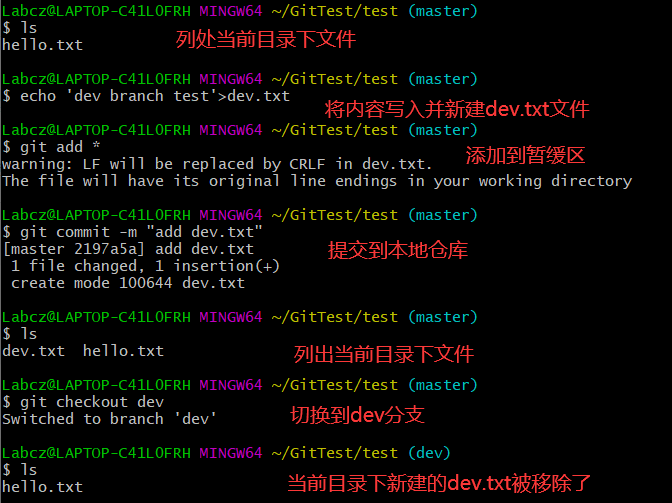 Labcz@LAPTOP-C41LOFRH MINGW64 ~/GitTest/test (master)
$ ls
hello.txt
列处当前目录下文件
Labcz@LAPTOP-C41LOFRH MINGW64 ~/GitTest/test (master)
$ echo 'dev branch test'>dev.txt
将内容写入并新建dev.txt文件
Labcz@LAPTOP-C41LOFRH MINGW64 ~/GitTest/test (master)
$ git add *
添加到暂缓区
warning: LF will be replaced by CRLF in dev.txt.
The file will have its original line endings in your working directory
Labcz@LAPTOP-C41LOFRH MINGW64 ~/GitTest/test (master)
$ git commit -m "add dev.txt"
[master 2197a5a] add dev.txt
提交到本地仓库
1 file changed, 1 insertion(+)
create mode 100644 dev.txt
Labcz@LAPTOP-C41LOFRH MINGW64 ~/GitTest/test (master)
$ ls
dev.txt  hello.txt
列出当前目录下文件
Labcz@LAPTOP-C41LOFRH MINGW64 ~/GitTest/test (master)
$ git checkout dev
Switched to branch 'dev'
切换到dev分支
Labcz@LAPTOP-C41LOFRH MINGW64 ~/GitTest/test (dev)
$ ls
hello.txt
当前目录下新建的dev.txt被移除了